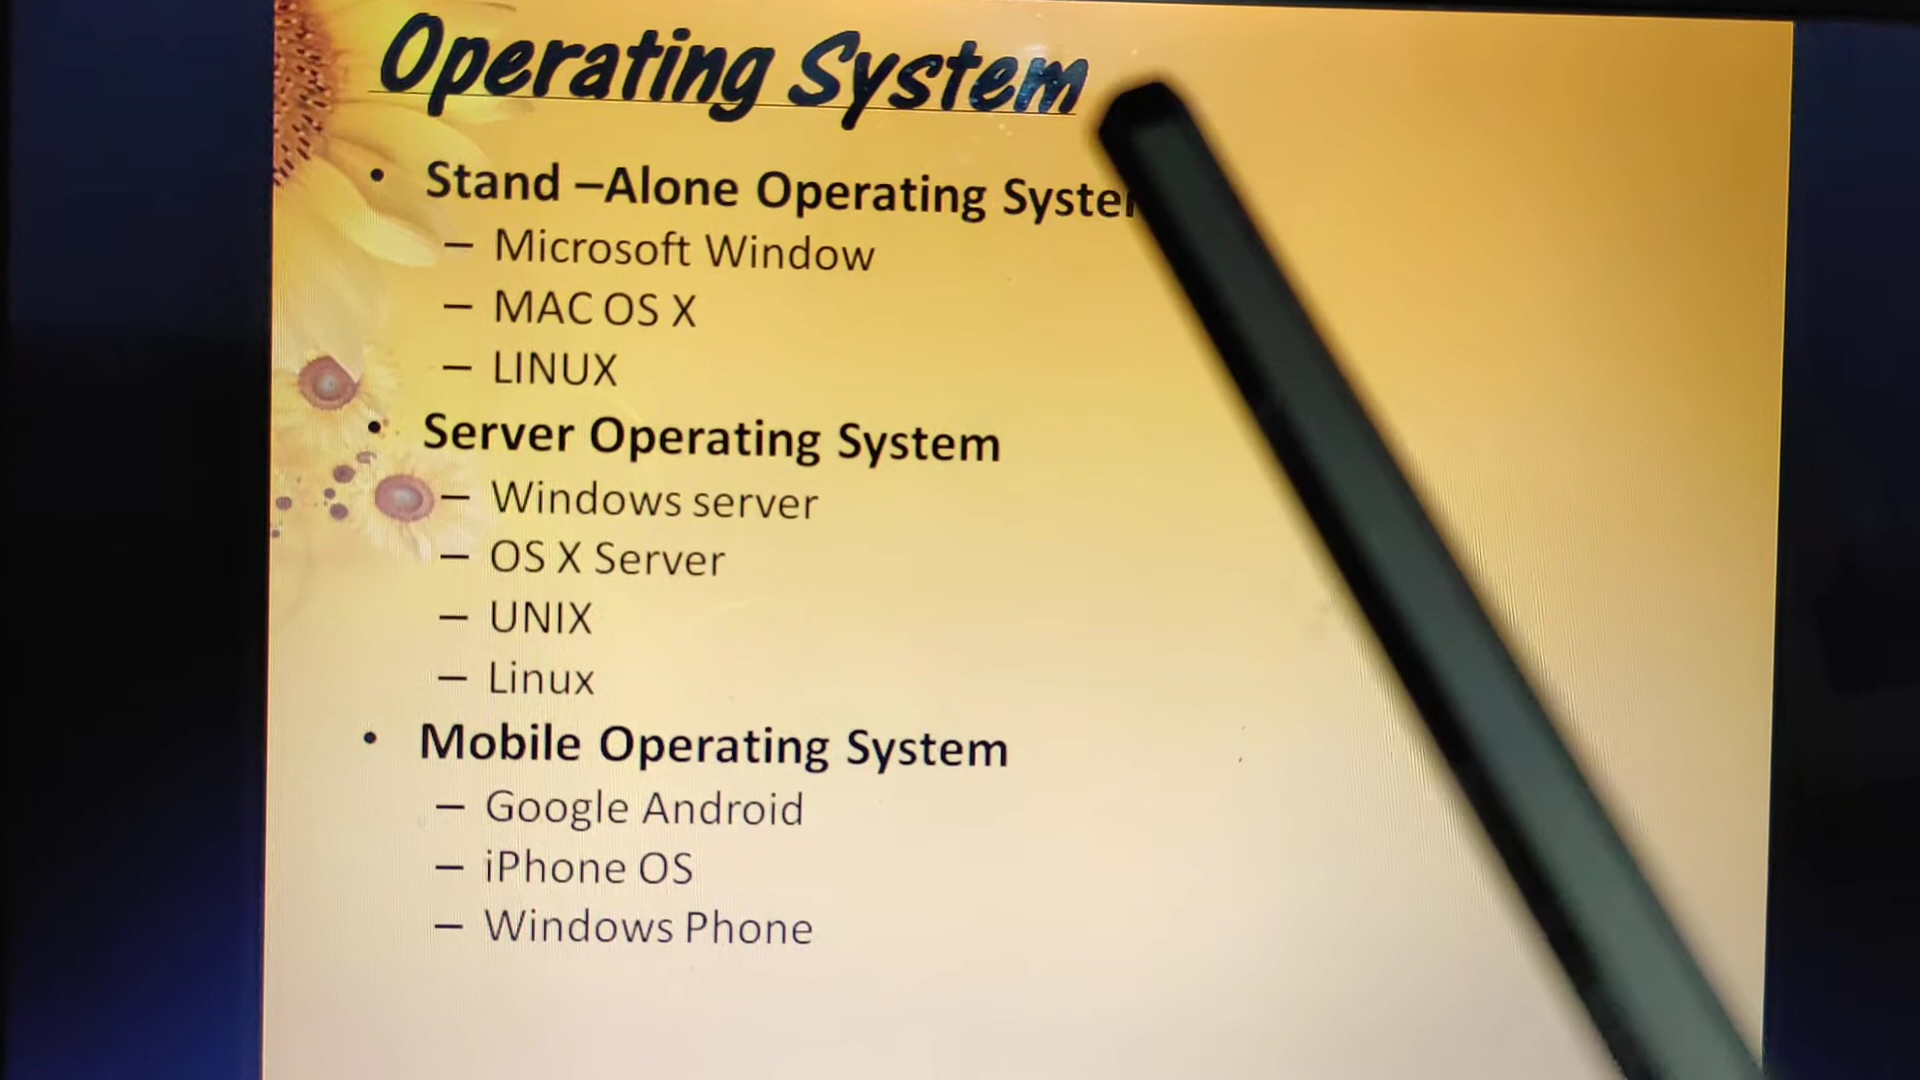 Operating System
• Stand –Alone Operating
– Microsoft Window
– MAC OS X
– LINUX
• Server Operating System
– Windows server
– OS X Server
– UNIX
– Linux
• Mobile Operating System
– Google Android
– iPhone OS
– Windows Phone